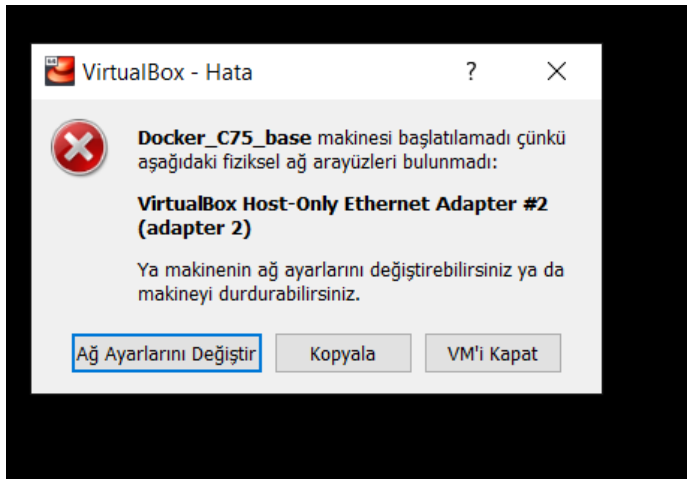 64
VirtualBox - Hata
?
Docker_C75_base makinesi başlatılamadı çünkü
aşağıdaki fiziksel ağ arayüzleri bulunmadı:
VirtualBox Host-Only Ethernet Adapter #2
(adapter 2)
Ya makinenin ağ ayarlarını değiştirebilirsiniz ya da
makineyi durdurabilirsiniz.
Ağ Ayarlarını Değiştir
Kopyala
VM'i Kapat